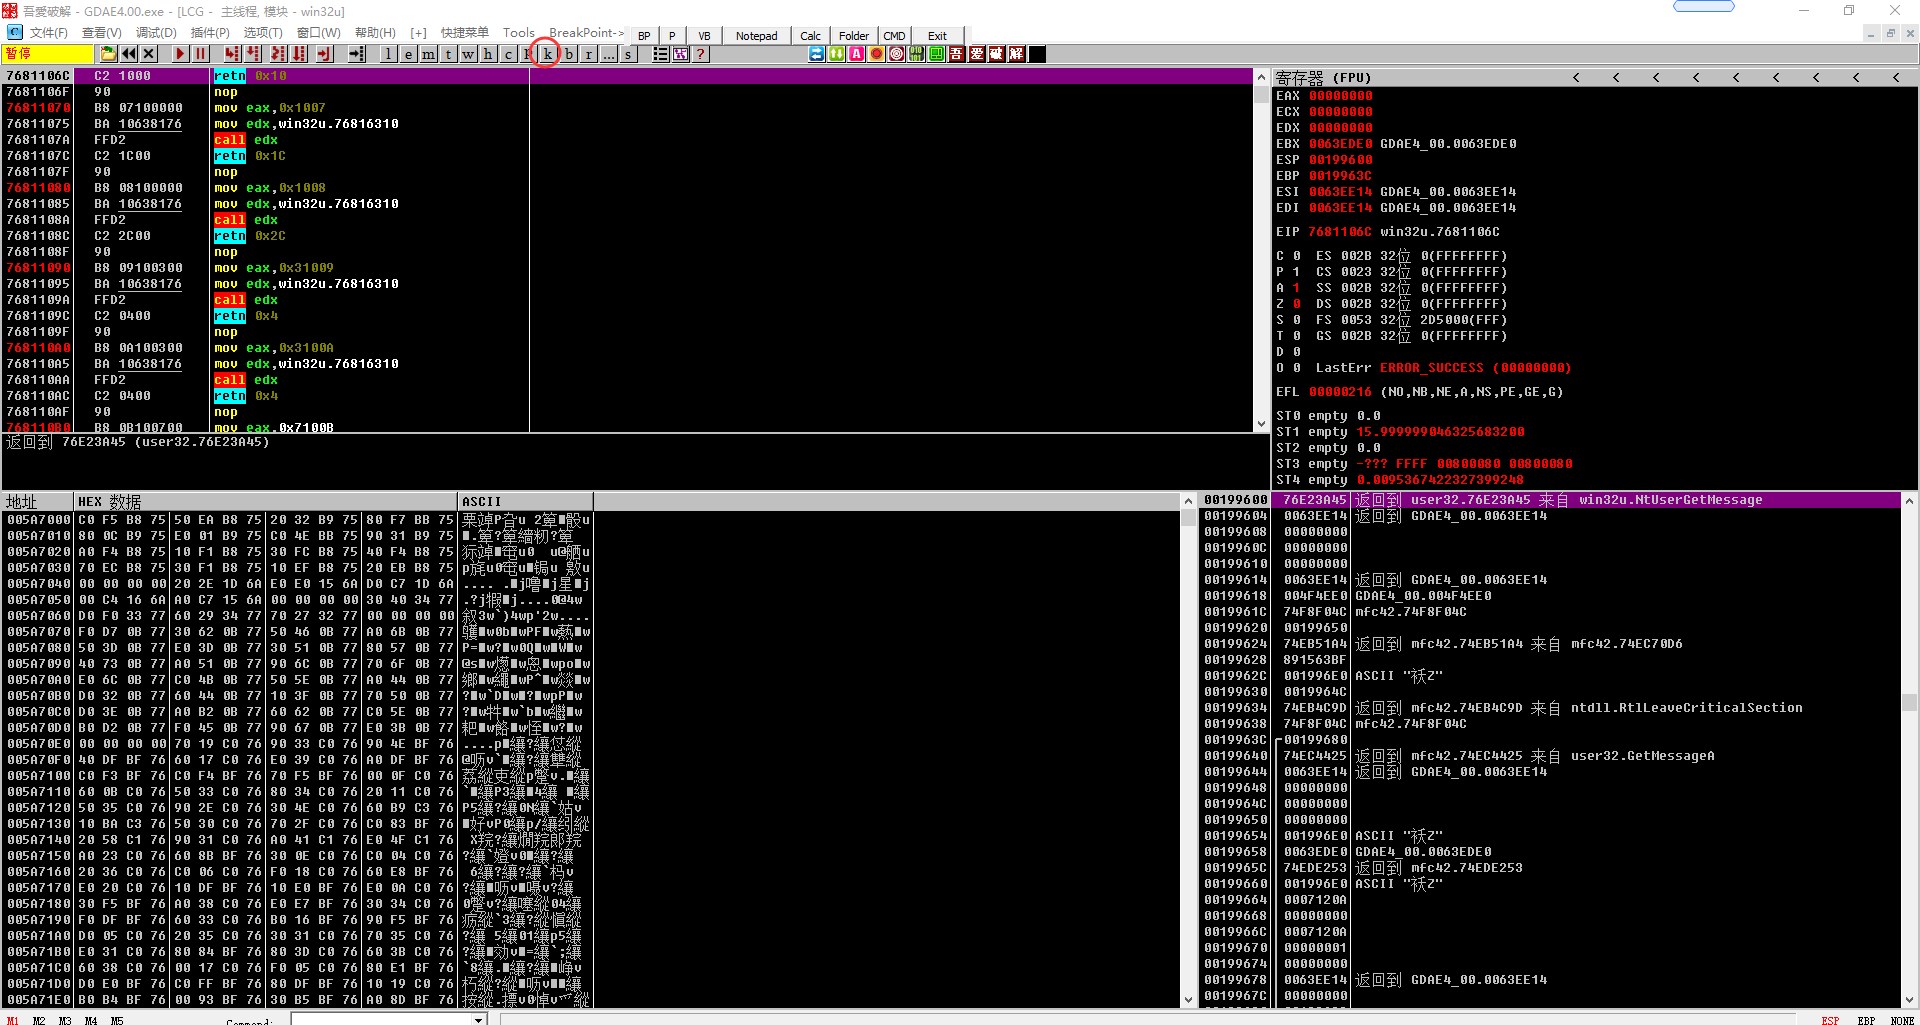 吾爱破解 - GDAE4.00.exe - [LCG - 主线程, 模块 - win32u]
文件(F) 查看(V) 调试(D) 插件(P) 选项(T) 窗口(W) 帮助(H) [+] 快捷菜单 Tools BreakPoint-> BP P VB Notepad Calc Folder CMD Exit
暂停 l e m t w h c k b r ... s ? 吾 爱 破 解
7681106C C2 1000 retn 0x10
7681106F 90 nop
76811070 B8 07100000 mov eax,0x1007
76811075 BA 10638176 mov edx,win32u.76816310
7681107A FFD2 call edx
7681107C C2 1C00 retn 0x1C
7681107F 90 nop
76811080 B8 08100000 mov eax,0x1008
76811085 BA 10638176 mov edx,win32u.76816310
7681108A FFD2 call edx
7681108C C2 2C00 retn 0x2C
7681108F 90 nop
76811090 B8 09100300 mov eax,0x31009
76811095 BA 10638176 mov edx,win32u.76816310
7681109A FFD2 call edx
7681109C C2 0400 retn 0x4
7681109F 90 nop
768110A0 B8 0A100300 mov eax,0x3100A
768110A5 BA 10638176 mov edx,win32u.76816310
768110AA FFD2 call edx
768110AC C2 0400 retn 0x4
768110AF 90 nop
768110B0 B8 0B100700 mov eax,0x7100B
返回到 76E23A45 (user32.76E23A45)
寄存器 (FPU) < < < < < < < < <
EAX 00000000
ECX 00000000
EDX 00000000
EBX 0063EDE0 GDAE4_00.0063EDE0
ESP 00199600
EBP 0019963C
ESI 0063EE14 GDAE4_00.0063EE14
EDI 0063EE14 GDAE4_00.0063EE14
EIP 7681106C win32u.7681106C
C 0 ES 002B 32位 0(FFFFFFFF)
P 1 CS 0023 32位 0(FFFFFFFF)
A 1 SS 002B 32位 0(FFFFFFFF)
Z 0 DS 002B 32位 0(FFFFFFFF)
S 0 FS 0053 32位 2D5000(FFF)
T 0 GS 002B 32位 0(FFFFFFFF)
D 0
O 0 LastErr ERROR_SUCCESS (00000000)
EFL 00000216 (NO,NB,NE,A,NS,PE,GE,G)
ST0 empty 0.0
ST1 empty 15.999999046325683200
ST2 empty 0.0
ST3 empty -??? FFFF 00800080 00800080
ST4 empty 0.0095367422327399248
地址 HEX 数据 ASCII
005A7000 C0 F5 B8 75 50 EA B8 75 20 32 B9 75 80 F7 BB 75
005A7010 80 0C B9 75 E0 01 B9 75 C0 4E BB 75 90 31 B9 75
005A7020 A0 F4 B8 75 10 F1 B8 75 30 FC B8 75 40 F4 B8 75
005A7030 70 EC B8 75 30 F1 B8 75 10 EF B8 75 20 EB B8 75
005A7040 00 00 00 00 20 2E 1D 6A E0 E0 15 6A D0 C7 1D 6A
005A7050 00 C4 16 6A A0 C7 15 6A 00 00 00 00 30 40 34 77
005A7060 D0 F0 33 77 60 29 34 77 70 27 32 77 00 00 00 00
005A7070 F0 D7 0B 77 30 62 0B 77 50 46 0B 77 A0 6B 0B 77
005A7080 50 3D 0B 77 E0 3D 0B 77 30 51 0B 77 80 57 0B 77
005A7090 40 73 0B 77 A0 51 0B 77 90 6C 0B 77 70 6F 0B 77
005A70A0 E0 6C 0B 77 C0 4B 0B 77 50 5E 0B 77 A0 44 0B 77
005A70B0 D0 32 0B 77 60 44 0B 77 10 3F 0B 77 70 50 0B 77
005A70C0 D0 3E 0B 77 A0 B2 0B 77 60 62 0B 77 C0 5E 0B 77
005A70D0 B0 D2 0B 77 F0 45 0B 77 90 67 0B 77 E0 3B 0B 77
005A70E0 00 00 00 00 70 19 C0 76 90 33 C0 76 90 4E BF 76
005A70F0 40 DF BF 76 60 17 C0 76 E0 39 C0 76 A0 DF BF 76
005A7100 C0 F3 BF 76 C0 F4 BF 76 70 F5 BF 76 00 0F C0 76
005A7110 60 0B C0 76 50 33 C0 76 80 34 C0 76 20 11 C0 76
005A7120 50 35 C0 76 90 2E C0 76 30 4E C0 76 60 B9 C3 76
005A7130 10 BA C3 76 50 30 C0 76 70 2F C0 76 C0 83 BF 76
005A7140 20 58 C1 76 90 31 C0 76 A0 41 C1 76 E0 4F C1 76
005A7150 A0 23 C0 76 60 8B BF 76 30 0E C0 76 C0 04 C0 76
005A7160 20 36 C0 76 C0 06 C0 76 F0 18 C0 76 60 E8 BF 76
005A7170 E0 20 C0 76 10 DF BF 76 10 E0 BF 76 E0 0A C0 76
005A7180 30 F5 BF 76 A0 38 C0 76 E0 E7 BF 76 30 34 C0 76
005A7190 F0 DF BF 76 60 33 C0 76 B0 16 BF 76 90 F5 BF 76
005A71A0 D0 05 C0 76 20 35 C0 76 30 31 C0 76 70 35 C0 76
005A71B0 E0 31 C0 76 80 84 BF 76 80 3D C0 76 60 3B C0 76
005A71C0 60 38 C0 76 00 17 C0 76 F0 05 C0 76 80 E1 BF 76
005A71D0 D0 E0 BF 76 C0 FF BF 76 80 DF BF 76 10 19 C0 76
005A71E0 B0 B4 BF 76 00 93 BF 76 30 B5 BF 76 A0 8D BF 76
00199600 76E23A45 返回到 user32.76E23A45 来自 win32u.NtUserGetMessage
00199604 0063EE14 返回到 GDAE4_00.0063EE14
00199608 00000000
0019960C 00000000
00199610 00000000
00199614 0063EE14 返回到 GDAE4_00.0063EE14
00199618 004F4EE0 GDAE4_00.004F4EE0
0019961C 74F8F04C mfc42.74F8F04C
00199620 00199650
00199624 74EB51A4 返回到 mfc42.74EB51A4 来自 mfc42.74EC70D6
00199628 891563BF
0019962C 001996E0 ASCII "袄Z"
00199630 0019964C
00199634 74EB4C9D 返回到 mfc42.74EB4C9D 来自 ntdll.RtlLeaveCriticalSection
00199638 74F8F04C mfc42.74F8F04C
0019963C 00199680
00199640 74EC4425 返回到 mfc42.74EC4425 来自 user32.GetMessageA
00199644 0063EE14 返回到 GDAE4_00.0063EE14
00199648 00000000
0019964C 00000000
00199650 00000000
00199654 001996E0 ASCII "袄Z"
00199658 0063EDE0 GDAE4_00.0063EDE0
0019965C 74EDE253 返回到 mfc42.74EDE253
00199660 001996E0 ASCII "袄Z"
00199664 0007120A
00199668 00000000
0019966C 0007120A
00199670 00000001
00199674 00000000
00199678 0063EE14 返回到 GDAE4_00.0063EE14
0019967C 00000000
M1 M2 M3 M4 M5 Command: ESP EBP NONE